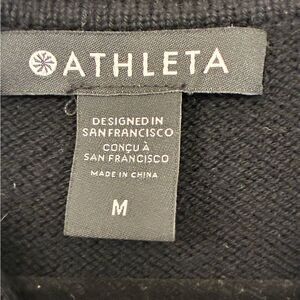 ATHLETA
DESIGNED IN
SAN FRANCISCO
CONÇU À
SAN FRANCISCO
MADE IN CHINA
M